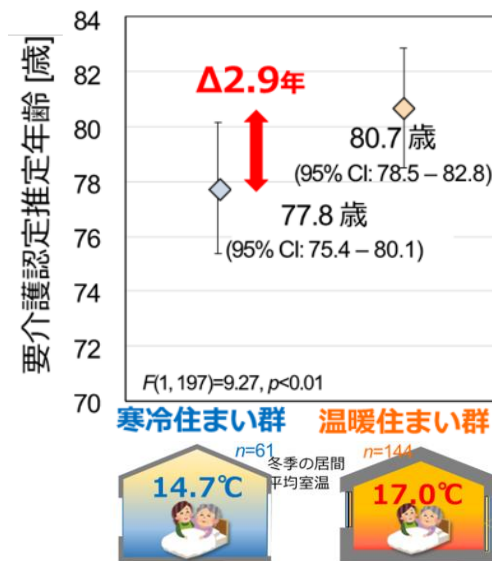 要介護認定推定年齢 [歳]
84
82
80
78
76
74
72
70
Δ2.9年
80.7 歳
(95% CI: 78.5 – 82.8)
77.8 歳
(95% CI: 75.4 – 80.1)
F(1, 197)=9.27, p<0.01
寒冷住まい群
温暖住まい群
n=61
n=144
冬季の居間
平均室温
14.7℃
17.0℃